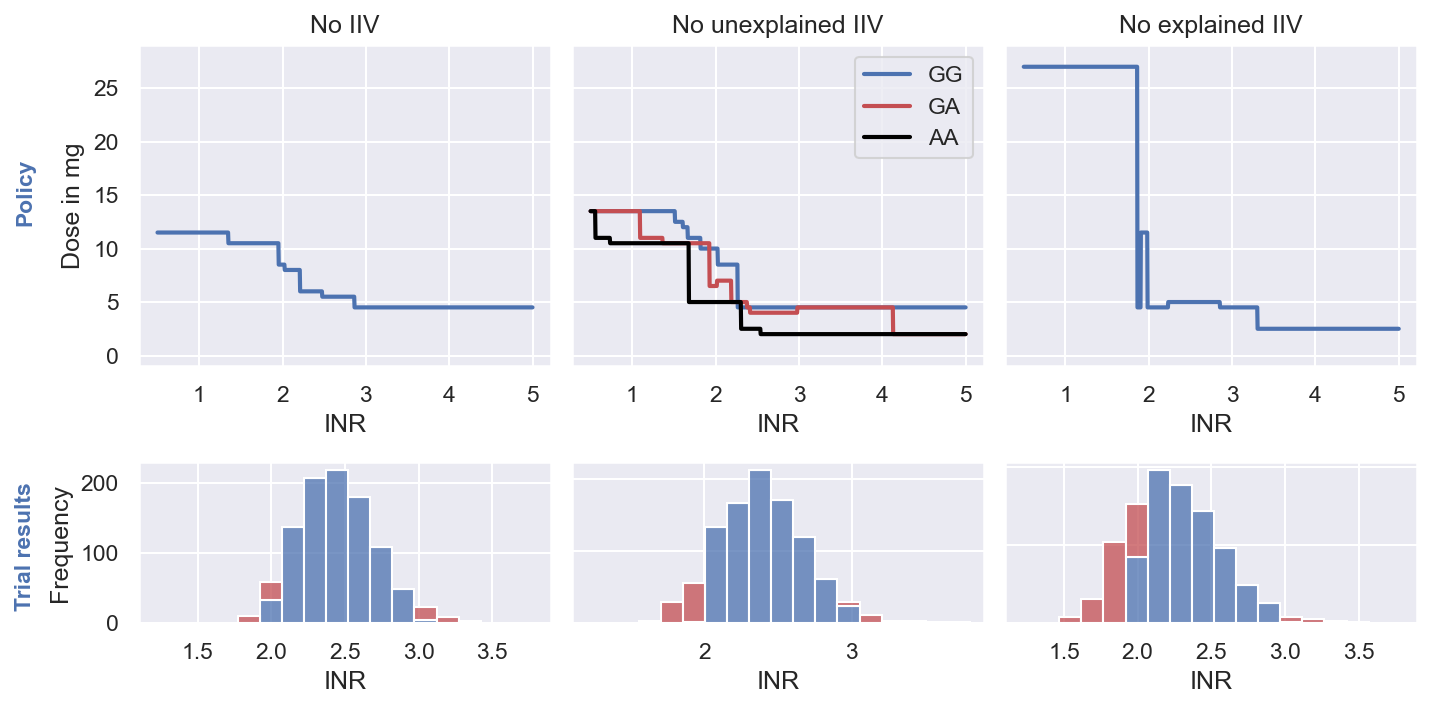 No IIV
No unexplained IIV
No explained IIV
Policy
Dose in mg
25
20
15
10
5
0
GG
GA
AA
1 2 3 4 5
1 2 3 4 5
1 2 3 4 5
INR
INR
INR
Trial results
Frequency
200
100
0
1.5 2.0 2.5 3.0 3.5
2 3
1.5 2.0 2.5 3.0 3.5
INR
INR
INR